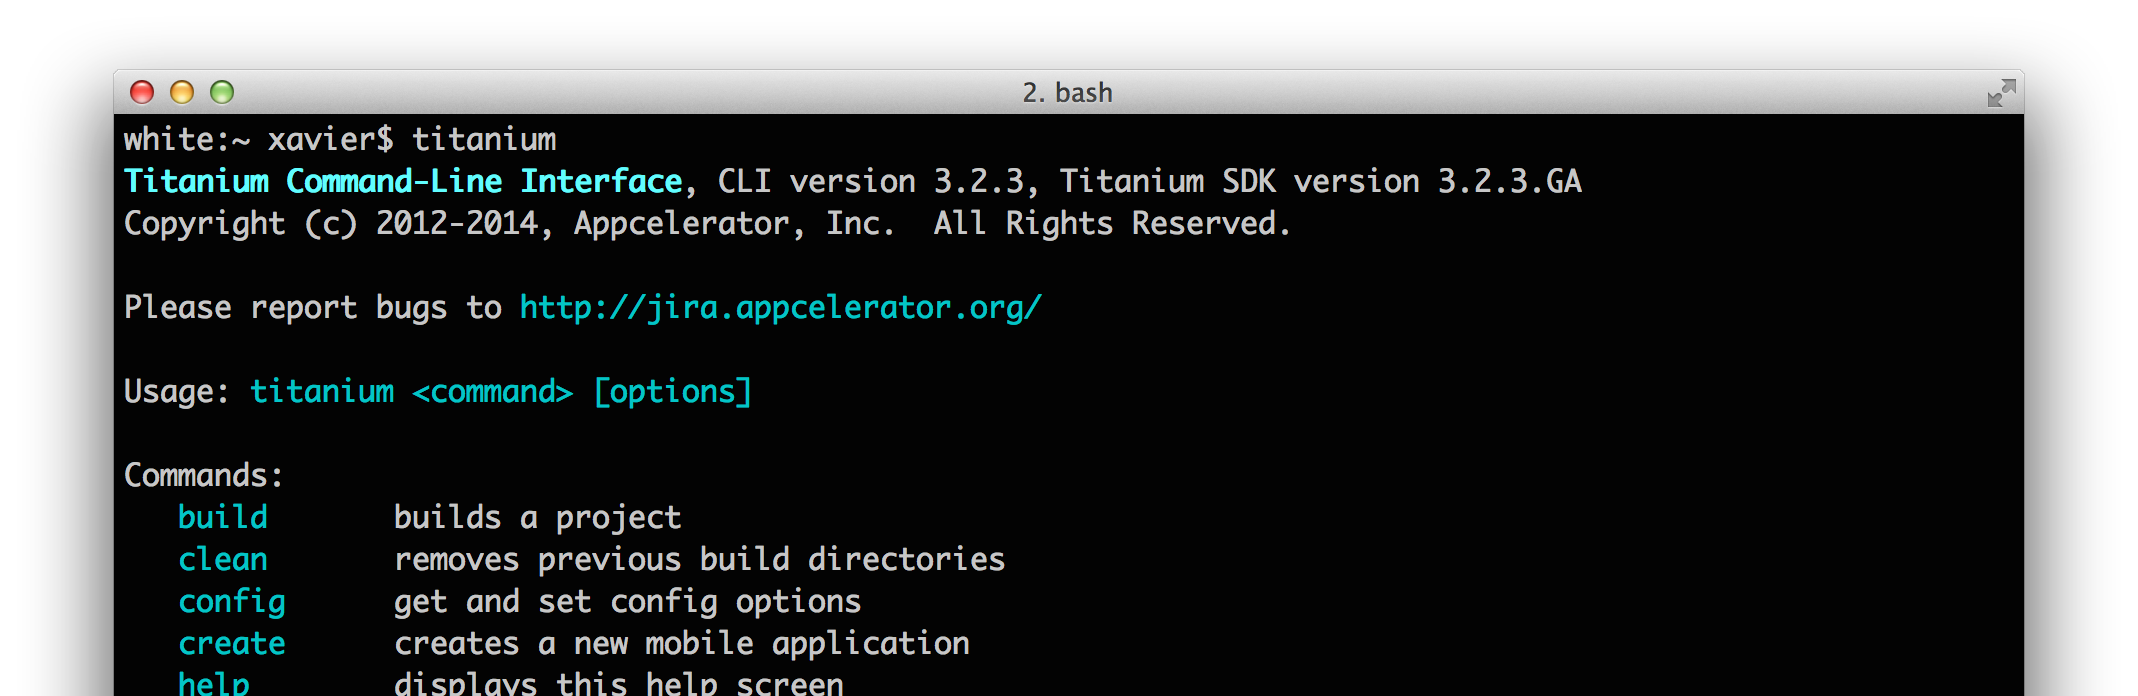 2. bash
white:~ xavier$ titanium
Titanium Command-Line Interface, CLI version 3.2.3, Titanium SDK version 3.2.3.GA
Copyright (c) 2012-2014, Appcelerator, Inc.  All Rights Reserved.
Please report bugs to http://jira.appcelerator.org/
Usage: titanium <command> [options]
Commands:
build builds a project
clean removes previous build directories
config get and set config options
create creates a new mobile application
help displays this help screen